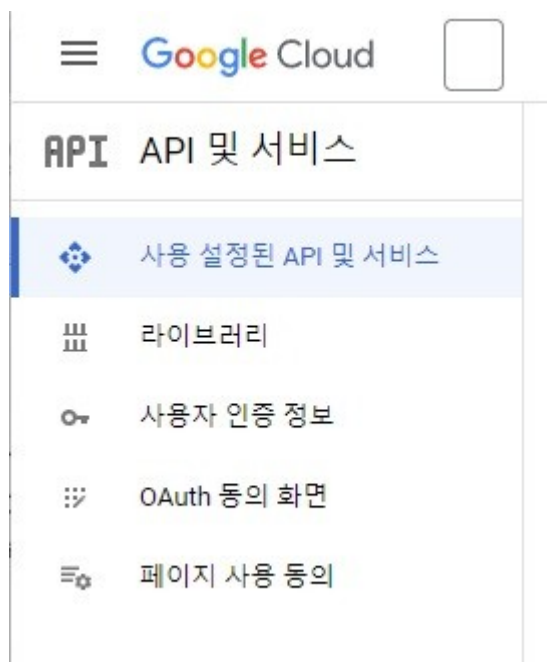 Google Cloud
API API 및 서비스
사용 설정된 API 및 서비스
라이브러리
사용자 인증 정보
OAuth 동의 화면
페이지 사용 동의